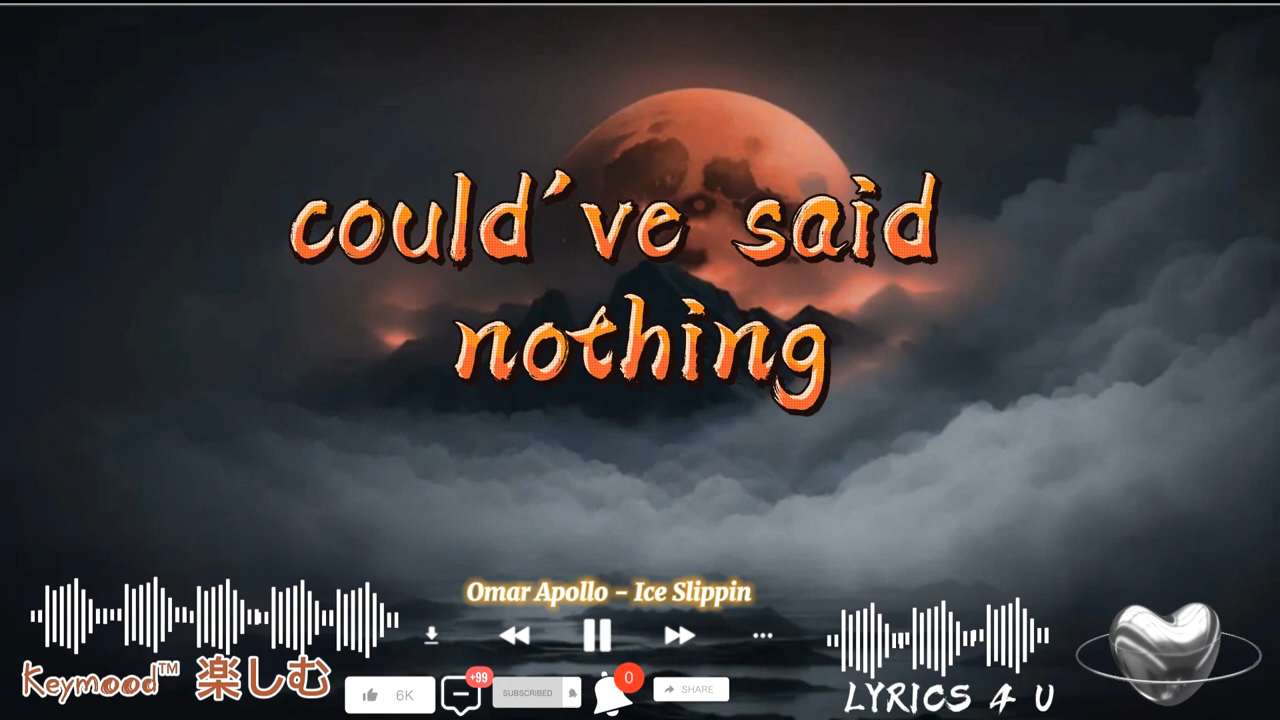 could´ve said
nothing
Omar Apollo - Ice Slippin
Keymood™ 楽しむ
6K
+99
SUBSCRIBED
0
SHARE
LYRICS 4 U